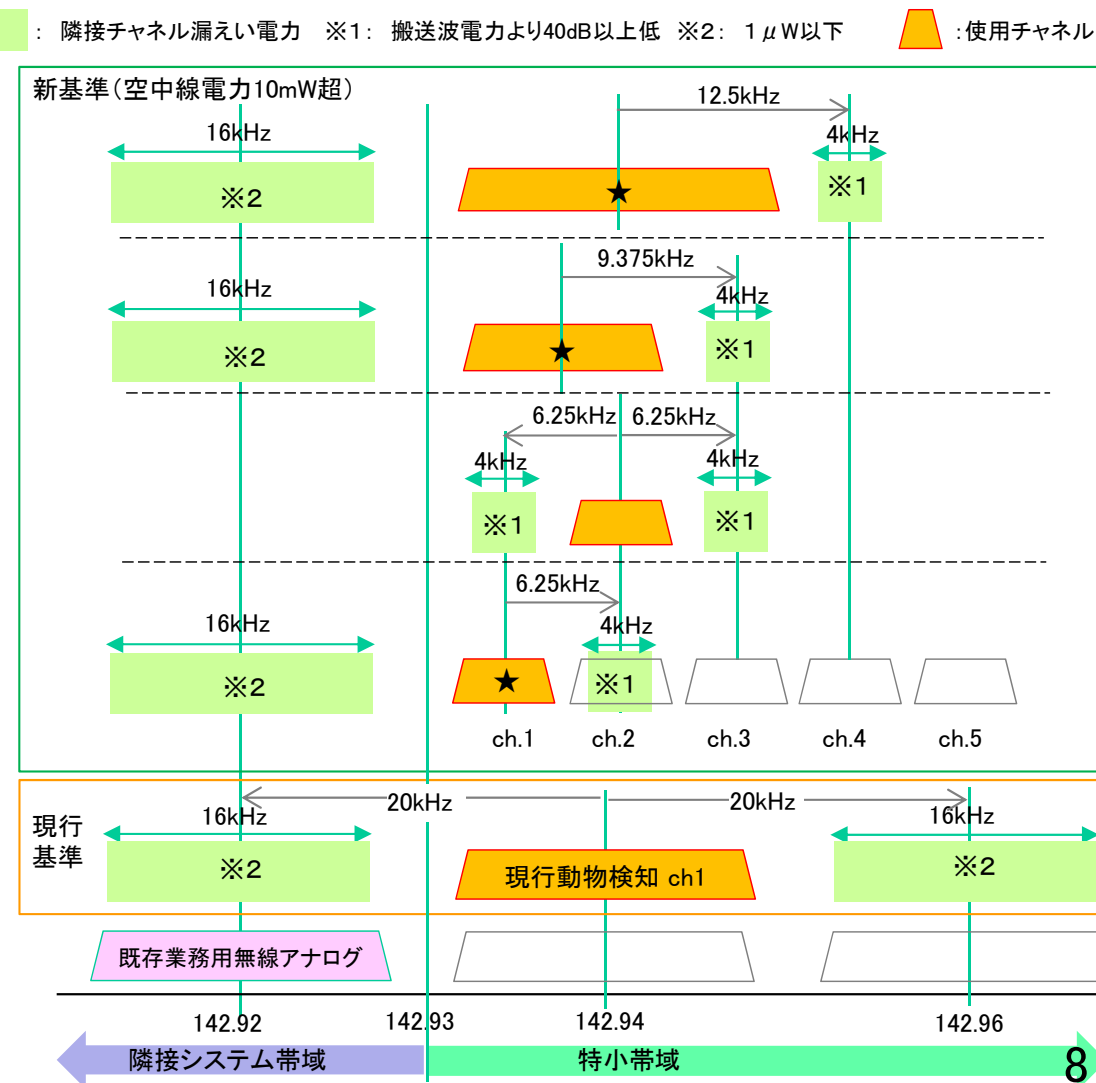 ： 隣接チャネル漏えい電力 ※1： 搬送波電力より40dB以上低 ※2： 1μW以下 ：使用チャネル
新基準（空中線電力10mW超）
12.5kHz
16kHz 4kHz
※2 ★ ※1
9.375kHz
16kHz 4kHz
※2 ★ ※1
6.25kHz 6.25kHz
4kHz 4kHz
※1 ※1
6.25kHz
16kHz 4kHz
※2 ★ ※1
ch.1 ch.2 ch.3 ch.4 ch.5
20kHz 20kHz
現行
基準
16kHz 16kHz
※2 現行動物検知 ch1 ※2
既存業務用無線アナログ
142.92 142.93 142.94 142.96
隣接システム帯域 特小帯域
8